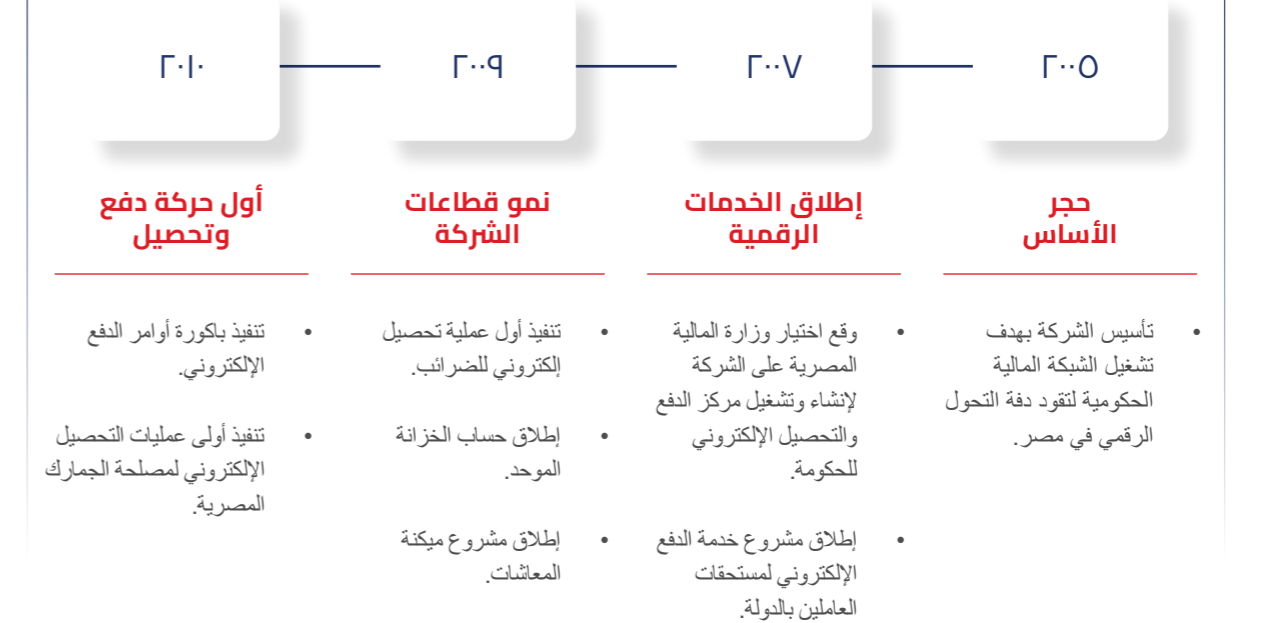 ٢٠٠٥
حجر
الأساس
• تأسيس الشركة بهدف
تشغيل الشبكة المالية
الحكومية لتقود دفة التحول
الرقمي في مصر.
٢٠٠٧
إطلاق الخدمات
الرقمية
• وقع اختيار وزارة المالية
المصرية على الشركة
لإنشاء وتشغيل مركز الدفع
والتحصيل الإلكتروني
للحكومة.
• إطلاق مشروع خدمة الدفع
الإلكتروني لمستحقات
العاملين بالدولة.
٢٠٠٩
نمو قطاعات
الشركة
• تنفيذ أول عملية تحصيل
إلكتروني للضرائب.
• إطلاق حساب الخزانة
الموحد.
• إطلاق مشروع ميكنة
المعاشات.
٢٠١٠
أول حركة دفع
وتحصيل
• تنفيذ باكورة أوامر الدفع
الإلكتروني.
• تنفيذ أولى عمليات التحصيل
الإلكتروني لمصلحة الجمارك
المصرية.